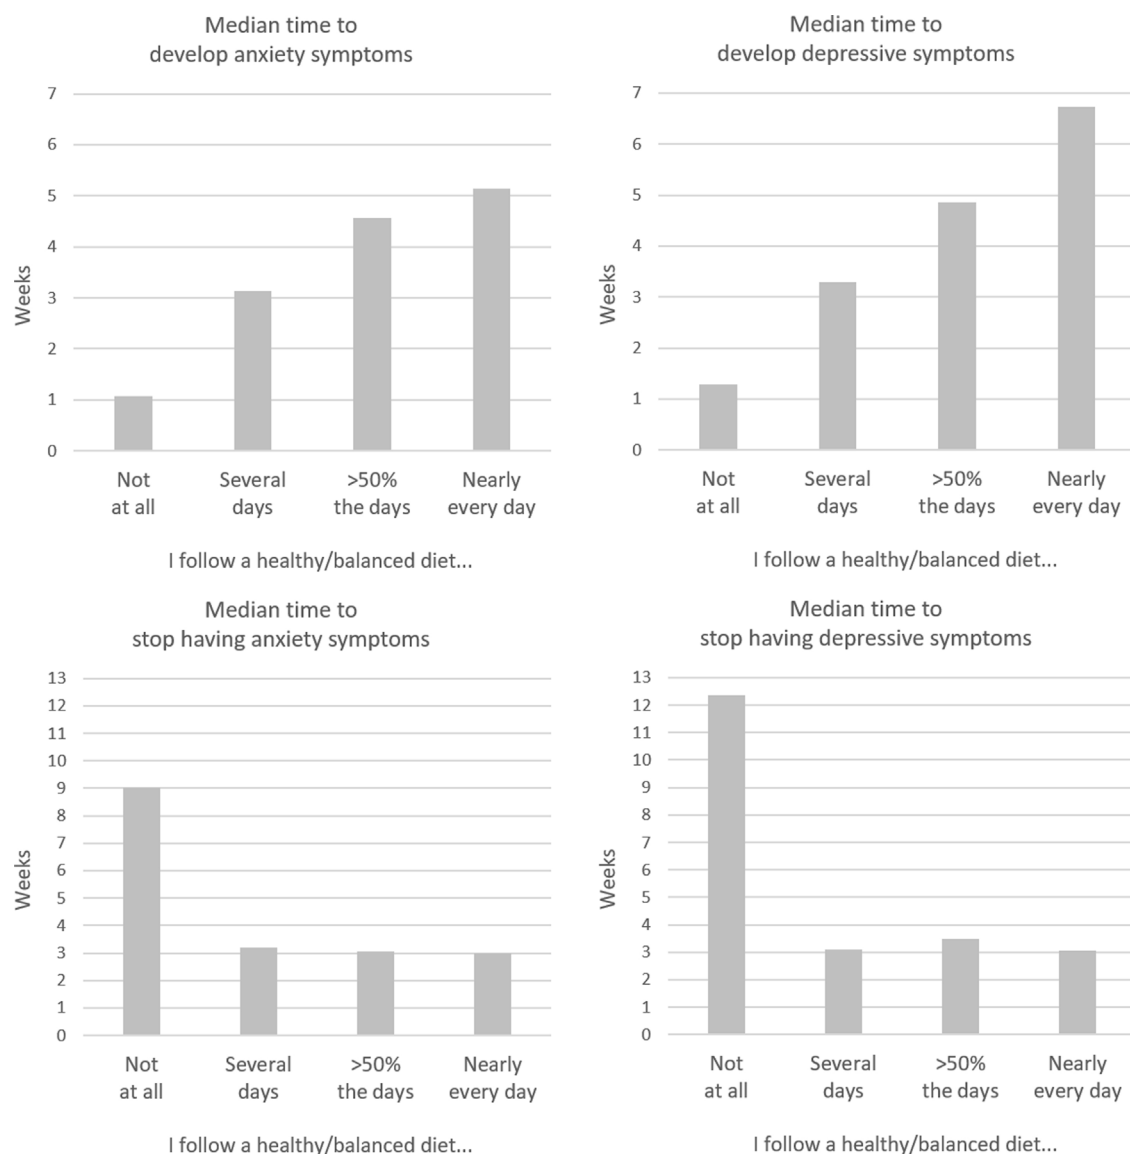 Median time to
develop anxiety symptoms
7
6
5
4
3
2
1
0
Weeks
Not
at all
Several
days
>50%
the days
Nearly
every day
I follow a healthy/balanced diet...
Median time to
develop depressive symptoms
7
6
5
4
3
2
1
0
Weeks
Not
at all
Several
days
>50%
the days
Nearly
every day
I follow a healthy/balanced diet...
Median time to
stop having anxiety symptoms
13
12
11
10
9
8
7
6
5
4
3
2
1
0
Weeks
Not
at all
Several
days
>50%
the days
Nearly
every day
I follow a healthy/balanced diet...
Median time to
stop having depressive symptoms
13
12
11
10
9
8
7
6
5
4
3
2
1
0
Weeks
Not
at all
Several
days
>50%
the days
Nearly
every day
I follow a healthy/balanced diet...